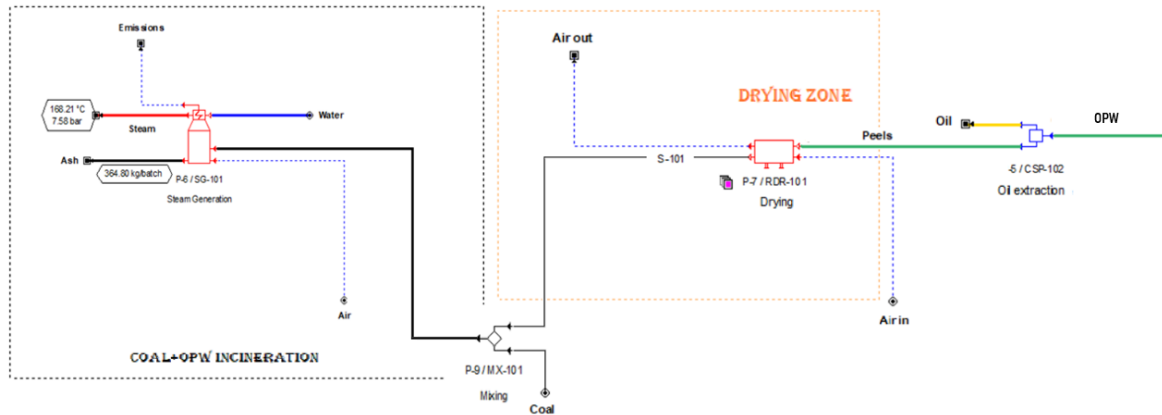 Emissions
168.21 °C
7.58 bar
Steam
Water
Ash
364.80 kg/batch
P-6 / SG-101
Steam Generation
Air
COAL+OPW INCINERATION
Air out
DRYING ZONE
Peels
S-101
P-7 / RDR-101
Drying
Air in
Oil
OPW
-5 / CSP-102
Oil extraction
P-9 / MX-101
Mixing
Coal